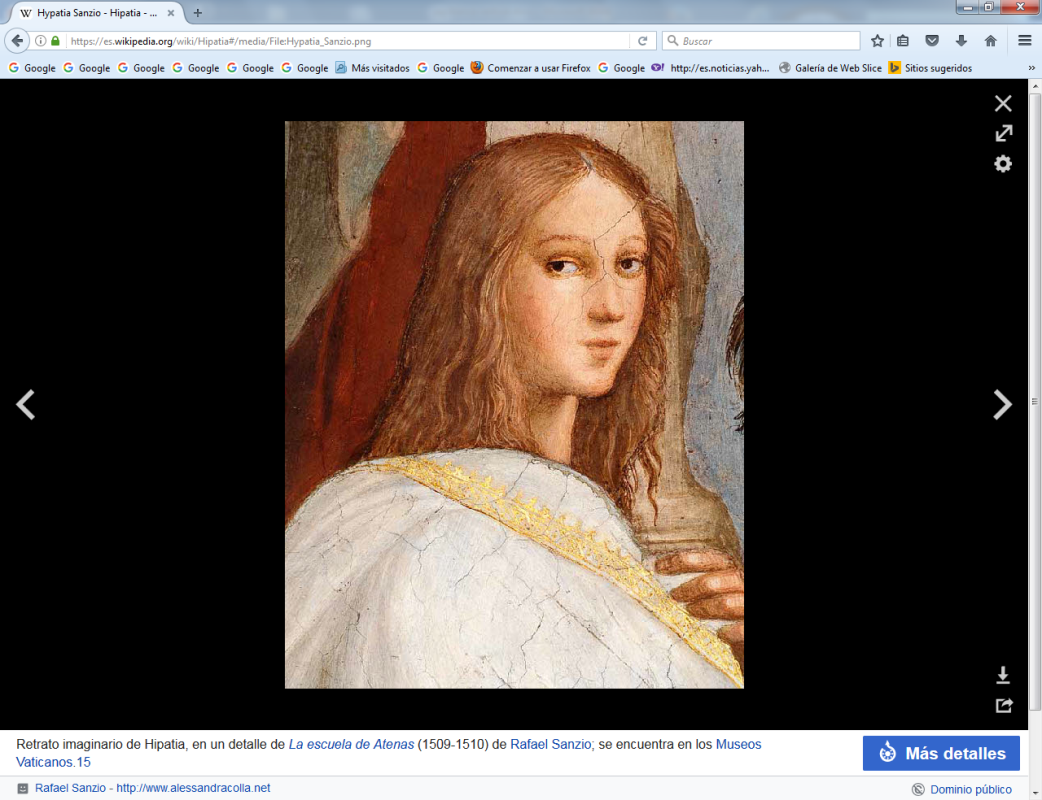 Hypatia Sanzio - Hipatia - ...
https://es.wikipedia.org/wiki/Hipatia#/media/File:Hypatia_Sanzio.png
Buscar
Google Google Google Google Google Google Más visitados Google Comenzar a usar Firefox Google http://es.noticias.yah... Galería de Web Slice Sitios sugeridos
Retrato imaginario de Hipatia, en un detalle de La escuela de Atenas (1509-1510) de Rafael Sanzio; se encuentra en los Museos
Vaticanos.15
Más detalles
Rafael Sanzio - http://www.alessandracolla.net
Dominio público